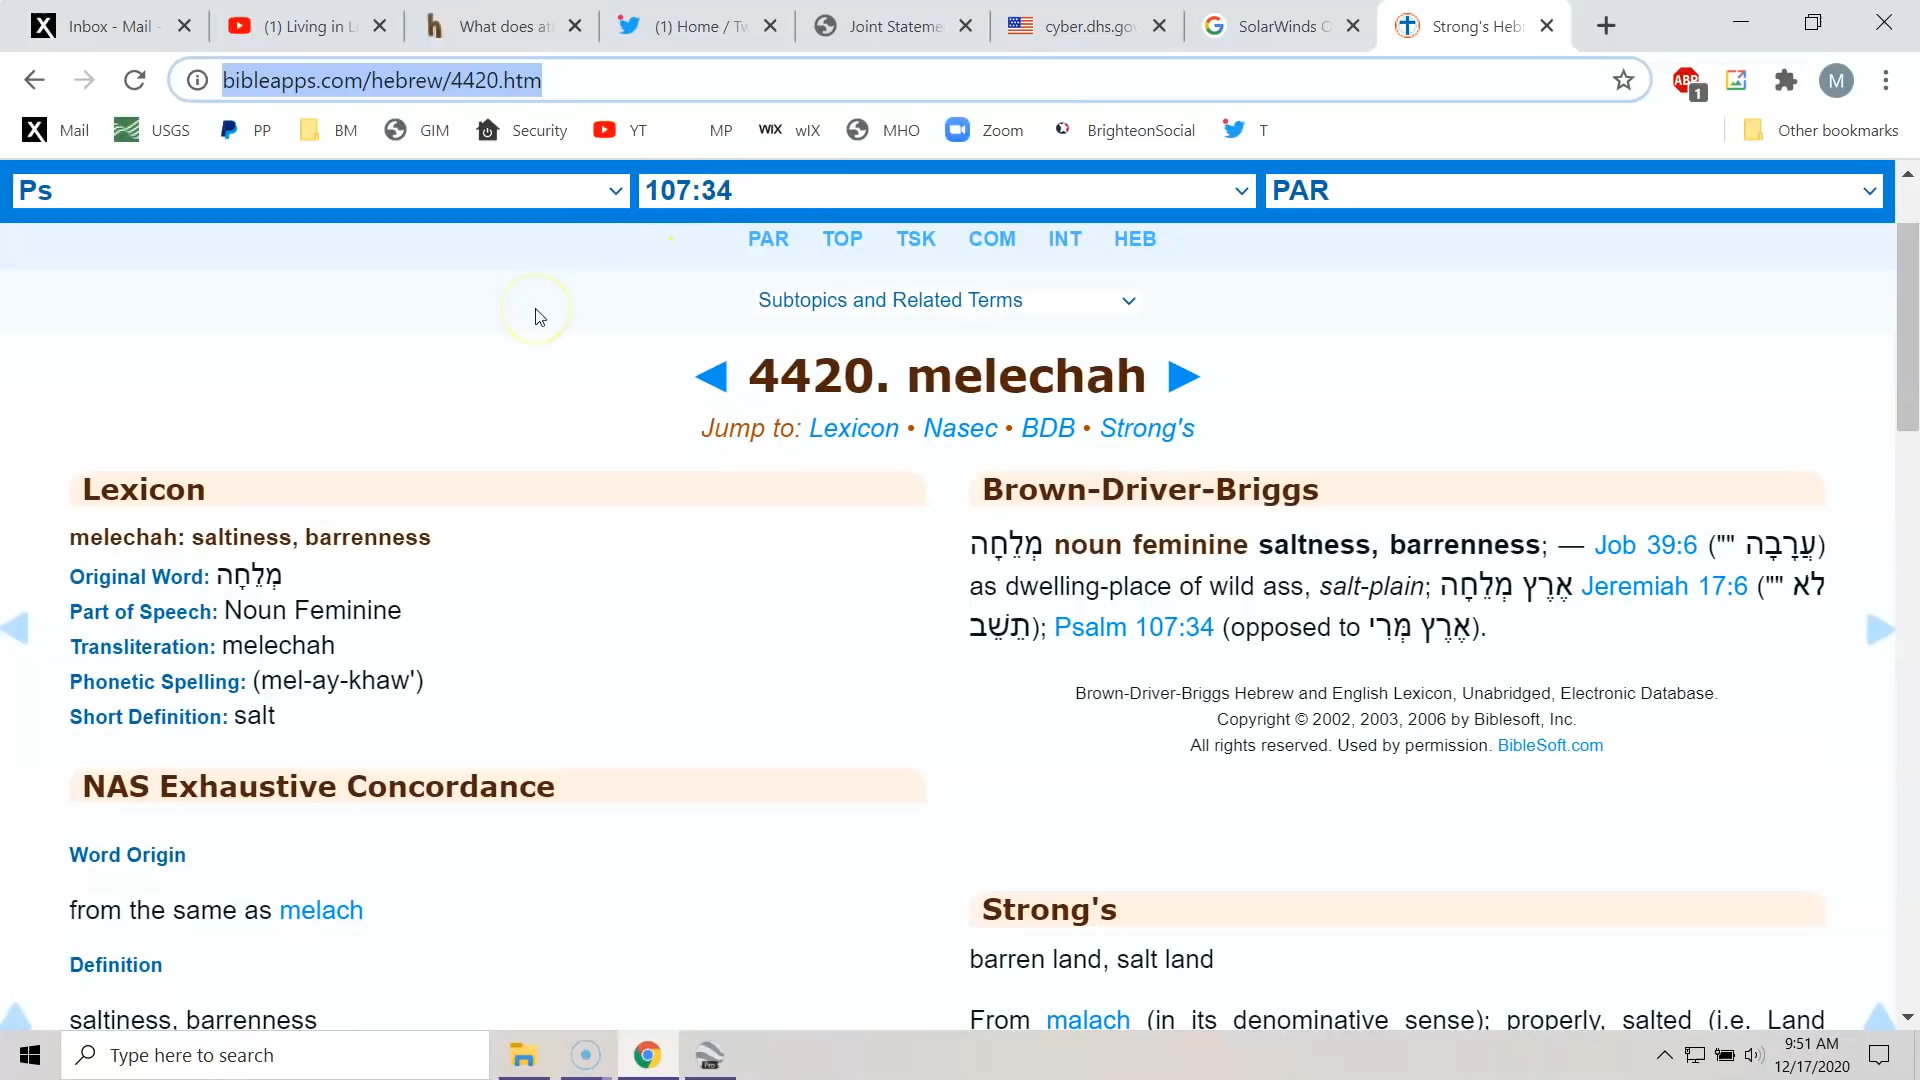 Inbox - Mail -
(1) Living in Li
What does at
(1) Home / Tw
Joint Stateme
cyber.dhs.gov
SolarWinds O
Strong's Heb
bibleapps.com/hebrew/4420.htm
ABP
1
M
Mail
USGS
PP
BM
GIM
Security
YT
MP
WIX wIX
MHO
Zoom
BrighteonSocial
T
Other bookmarks
Ps
107:34
PAR
PAR TOP TSK COM INT HEB
Subtopics and Related Terms
4420. melechah
Jump to: Lexicon • Nasec • BDB • Strong's
Lexicon
melechah: saltiness, barrenness
Original Word: מְלֵחָה
Part of Speech: Noun Feminine
Transliteration: melechah
Phonetic Spelling: (mel-ay-khaw')
Short Definition: salt
NAS Exhaustive Concordance
Word Origin
from the same as melach
Definition
saltiness, barrenness
Brown-Driver-Briggs
מְלֵחָה noun feminine saltness, barrenness; — Job 39:6 ("" עֲרָבָה)
as dwelling-place of wild ass, salt-plain; אֶרֶץ מְלֵחָה Jeremiah 17:6 ("" לֹא
תֵשֵׁב); Psalm 107:34 (opposed to אֶרֶץ מְּרִי).
Brown-Driver-Briggs Hebrew and English Lexicon, Unabridged, Electronic Database.
Copyright © 2002, 2003, 2006 by Biblesoft, Inc.
All rights reserved. Used by permission. BibleSoft.com
Strong's
barren land, salt land
From malach (in its denominative sense); properly, salted (i.e. Land
Type here to search
9:51 AM
12/17/2020